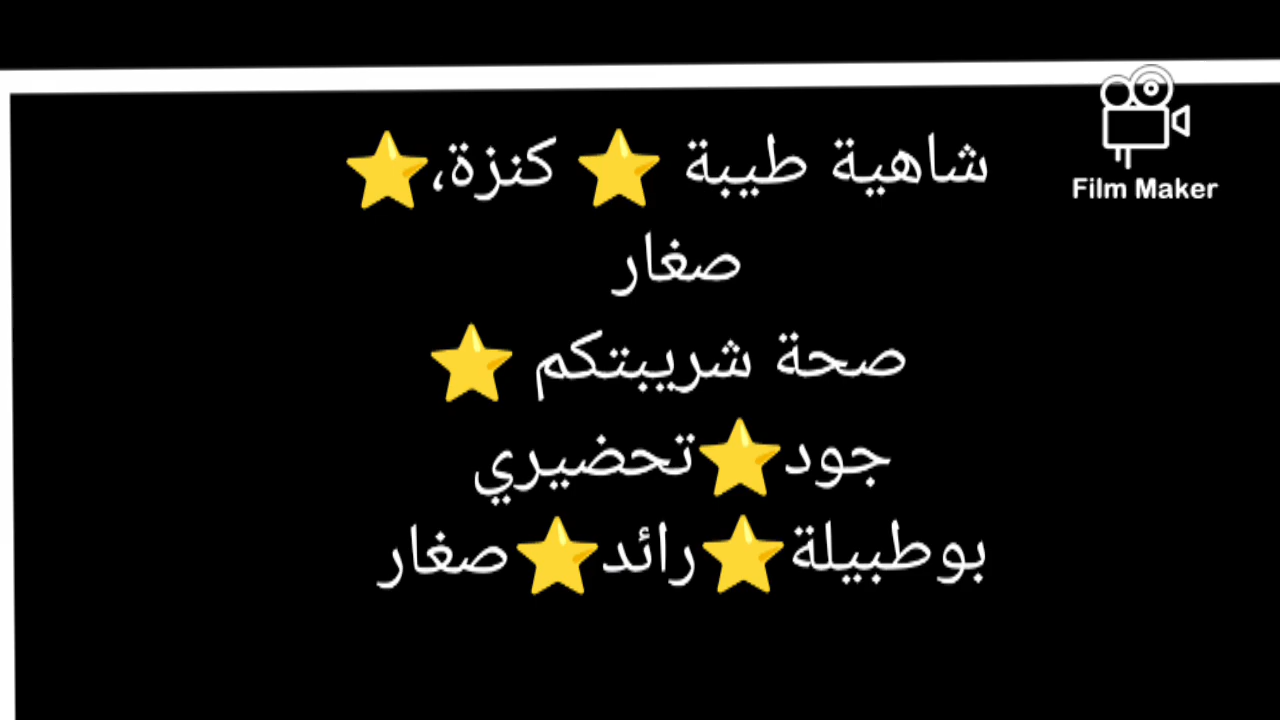 شاهية طيبة ⭐ كنزة،⭐
صغار
صحة شريبتكم ⭐
جود⭐تحضيري
بوطبيلة⭐رائد⭐صغار
Film Maker